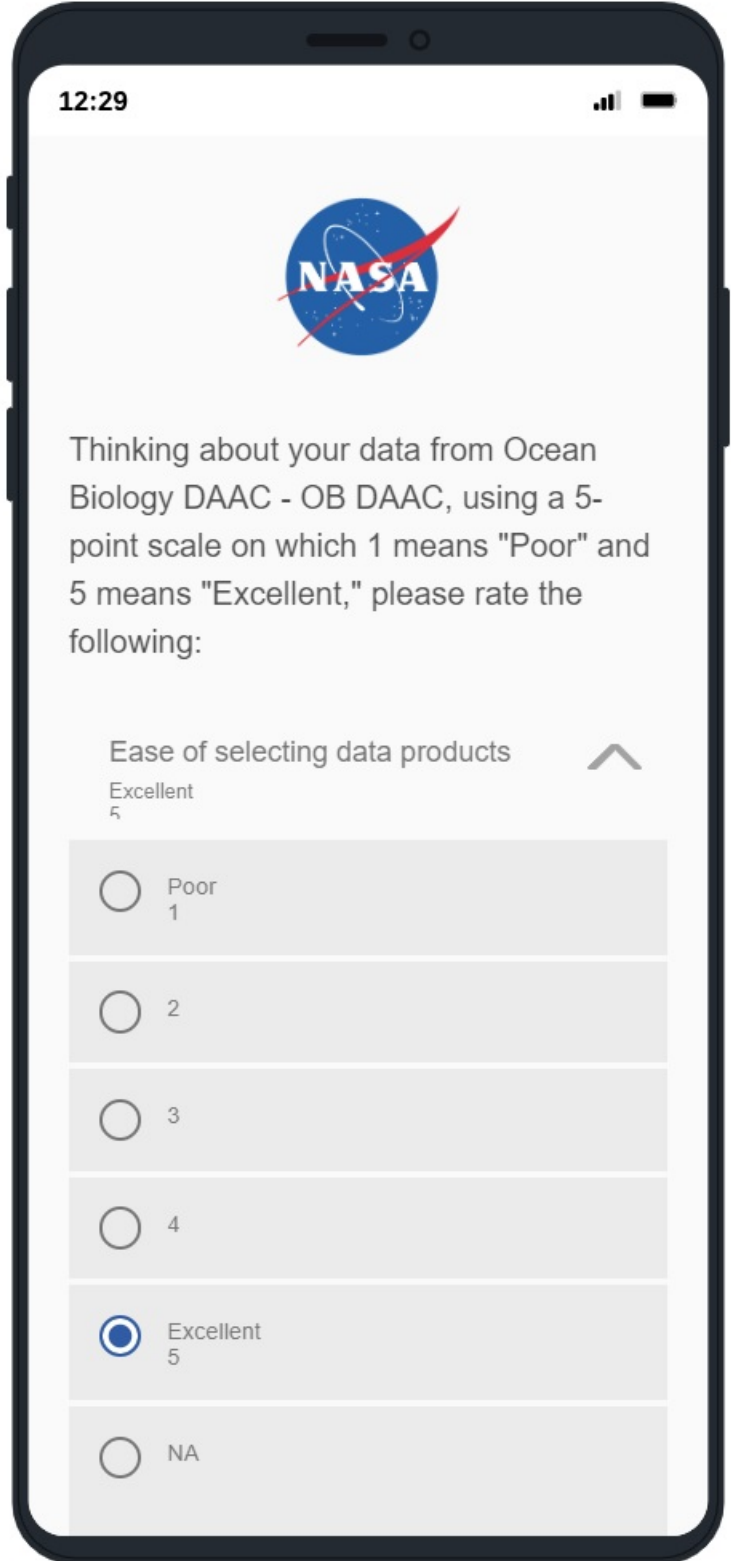 12:29
NASA
Thinking about your data from Ocean
Biology DAAC - OB DAAC, using a 5-
point scale on which 1 means "Poor" and
5 means "Excellent," please rate the
following:
Ease of selecting data products
Excellent
5
Poor
1
2
3
4
Excellent
5
NA